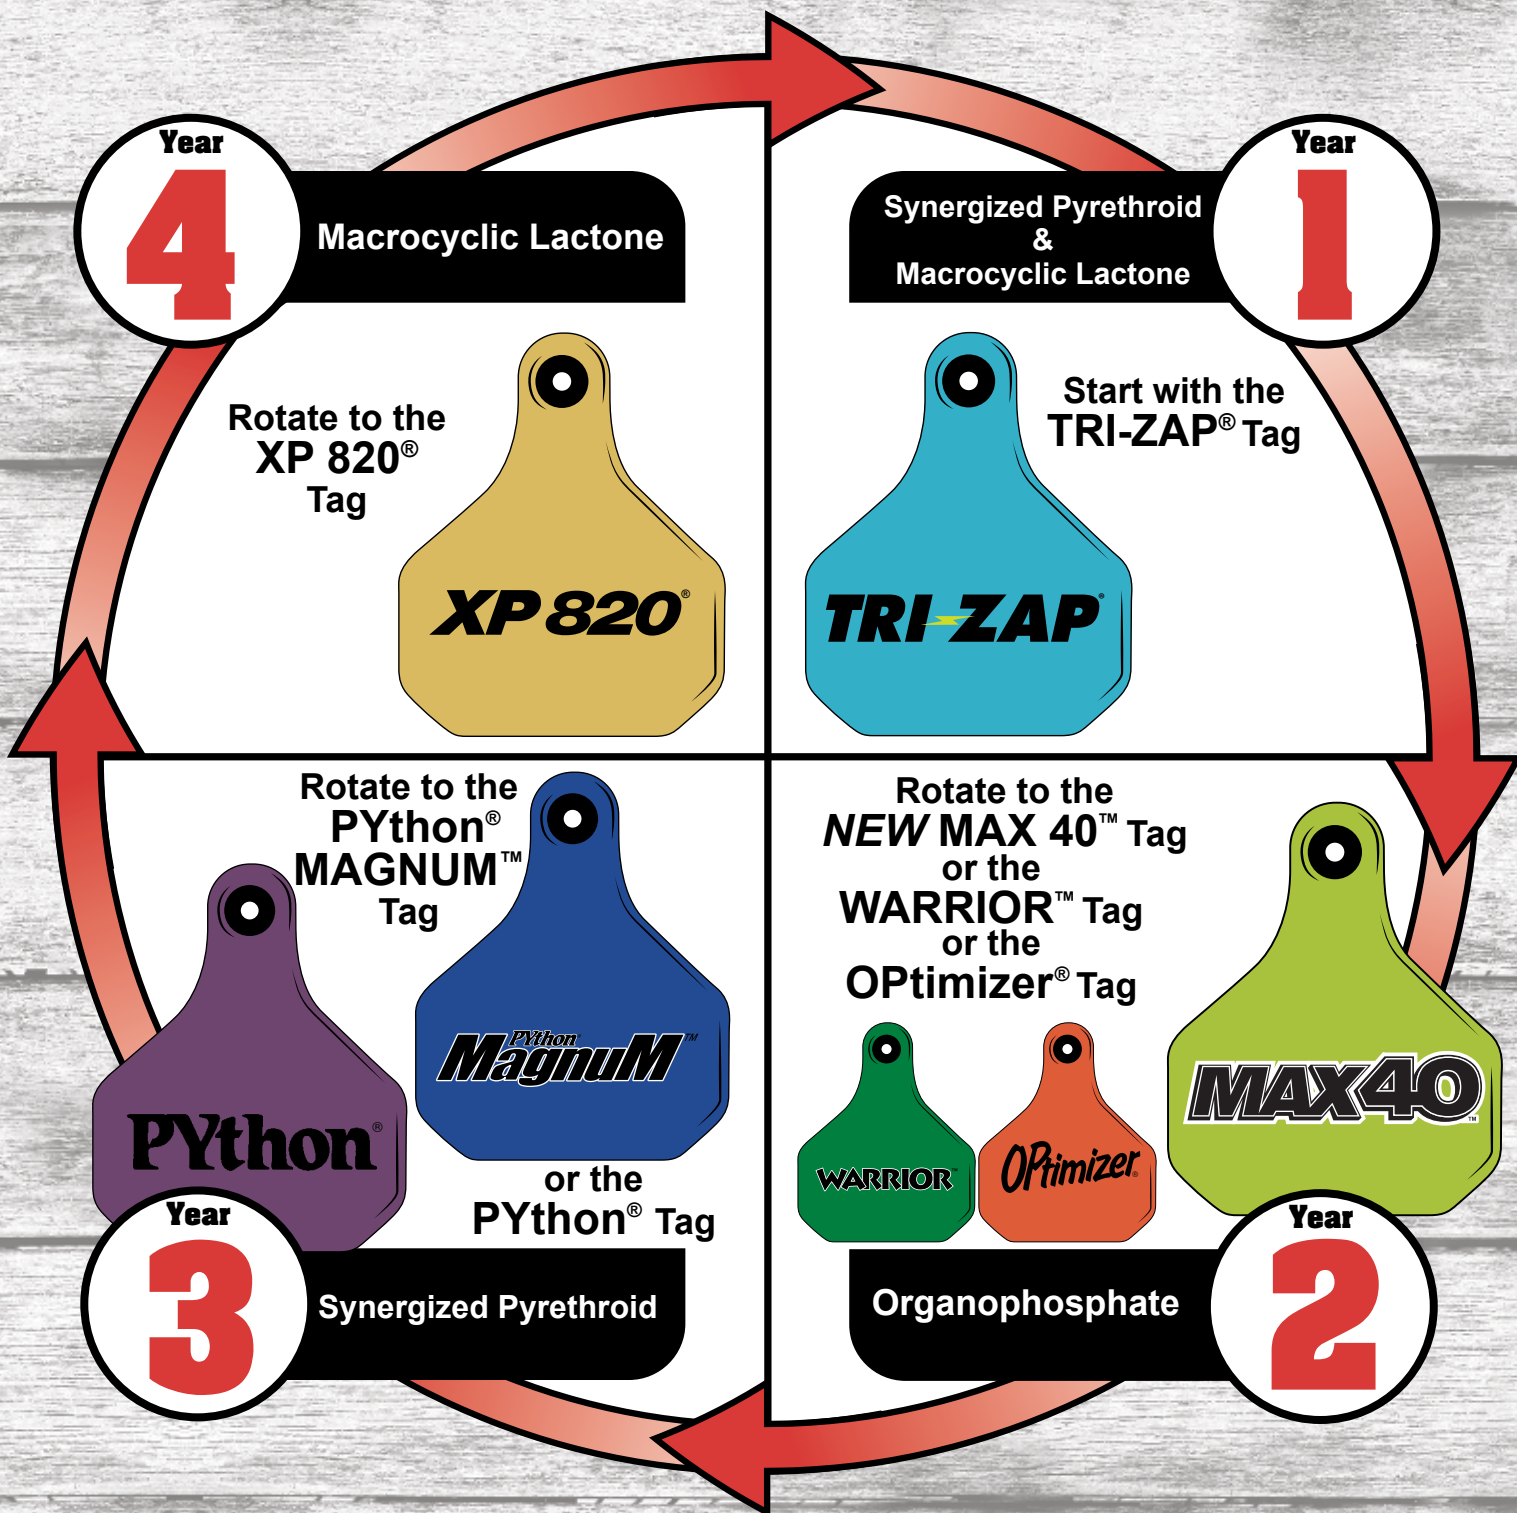 Year
1
Synergized Pyrethroid
&
Macrocyclic Lactone
Start with the
TRI-ZAP® Tag
TRI-ZAP®
Rotate to the
NEW MAX 40™ Tag
or the
WARRIOR™ Tag
or the
OPtimizer® Tag
WARRIOR™
OPtimizer®
MAX40™
Organophosphate
Year
2
Rotate to the
PYthon®
MAGNUM™
Tag
PYthon®
MagnuM™
PYthon®
or the
PYthon® Tag
Year
3
Synergized Pyrethroid
Year
4
Macrocyclic Lactone
Rotate to the
XP 820®
Tag
XP 820®